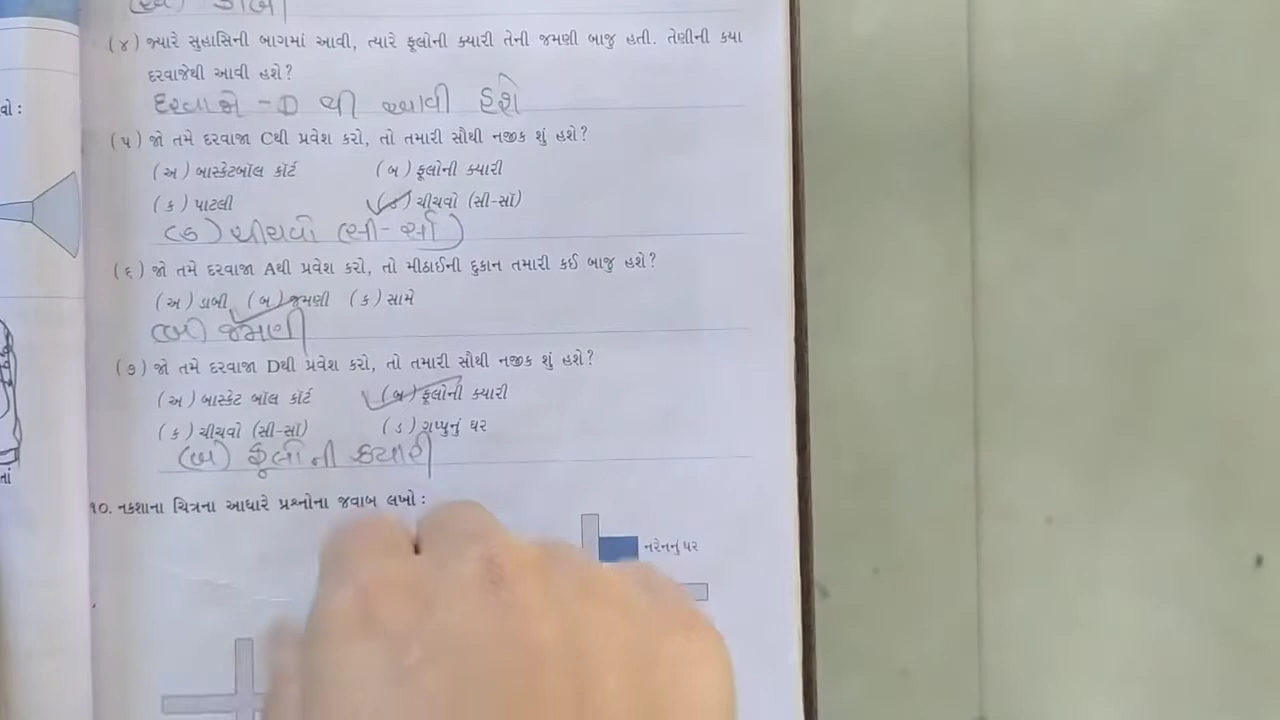 (૪) જ્યારે સુહાસિની બાગમાં આવી, ત્યારે ફૂલોની ક્યારી તેની જમણી બાજુ હતી. તેણીની કયા
દરવાજેથી આવી હશે?
દરવાજે - D થી આવી હશે
(૫) જો તમે દરવાજા Cથી પ્રવેશ કરો, તો તમારી સૌથી નજીક શું હશે?
(અ) બાસ્કેટબૉલ કૉર્ટ (બ) ફૂલોની ક્યારી
(ક) પાટલી (ડ) ચીચવો (સી-સૉ)
(ડ) ચીચવો (સી-સૉ)
(૬) જો તમે દરવાજા Aથી પ્રવેશ કરો, તો મીઠાઈની દુકાન તમારી કઈ બાજુ હશે?
(અ) ડાબી (બ) જમણી (ક) સામે
(બ) જમણી
(૭) જો તમે દરવાજા Dથી પ્રવેશ કરો, તો તમારી સૌથી નજીક શું હશે?
(અ) બાસ્કેટ બૉલ કૉર્ટ (બ) ફૂલોની ક્યારી
(ક) ચીચવો (સી-સૉ) (ડ) ગપ્પુનું ઘર
(બ) ફૂલોની ક્યારી
૧૦. નકશાના ચિત્રના આધારે પ્રશ્નોના જવાબ લખો :
નરેનનું ઘર